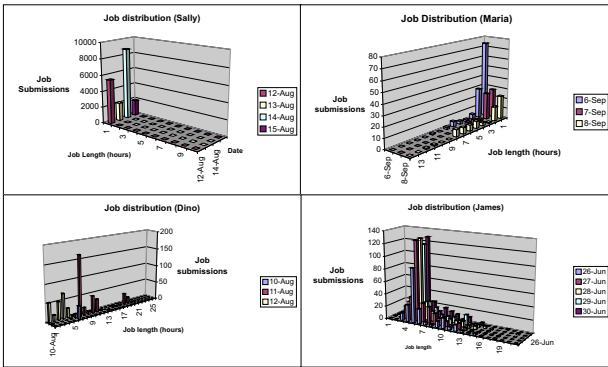 Job distribution (Sally)
10000
8000
6000
4000
2000
0
Job
Submissions
1
3
5
7
9
Job Length (hours)
12-Aug
14-Aug
Date
12-Aug
13-Aug
14-Aug
15-Aug
Job Distribution (Maria)
80
70
60
50
40
30
20
10
0
Job
submissions
6-Sep
8-Sep
13
11
9
7
5
3
1
Job length (hours)
6-Sep
7-Sep
8-Sep
Job distribution (Dino)
200
150
100
50
0
Job
submissions
10-Aug
1
5
9
13
17
21
25
Job length (hours)
10-Aug
11-Aug
12-Aug
Job distribution (James)
140
120
100
80
60
40
20
0
Job
submissions
1
4
7
10
13
16
19
Job length
26-Jun
26-Jun
27-Jun
28-Jun
29-Jun
30-Jun